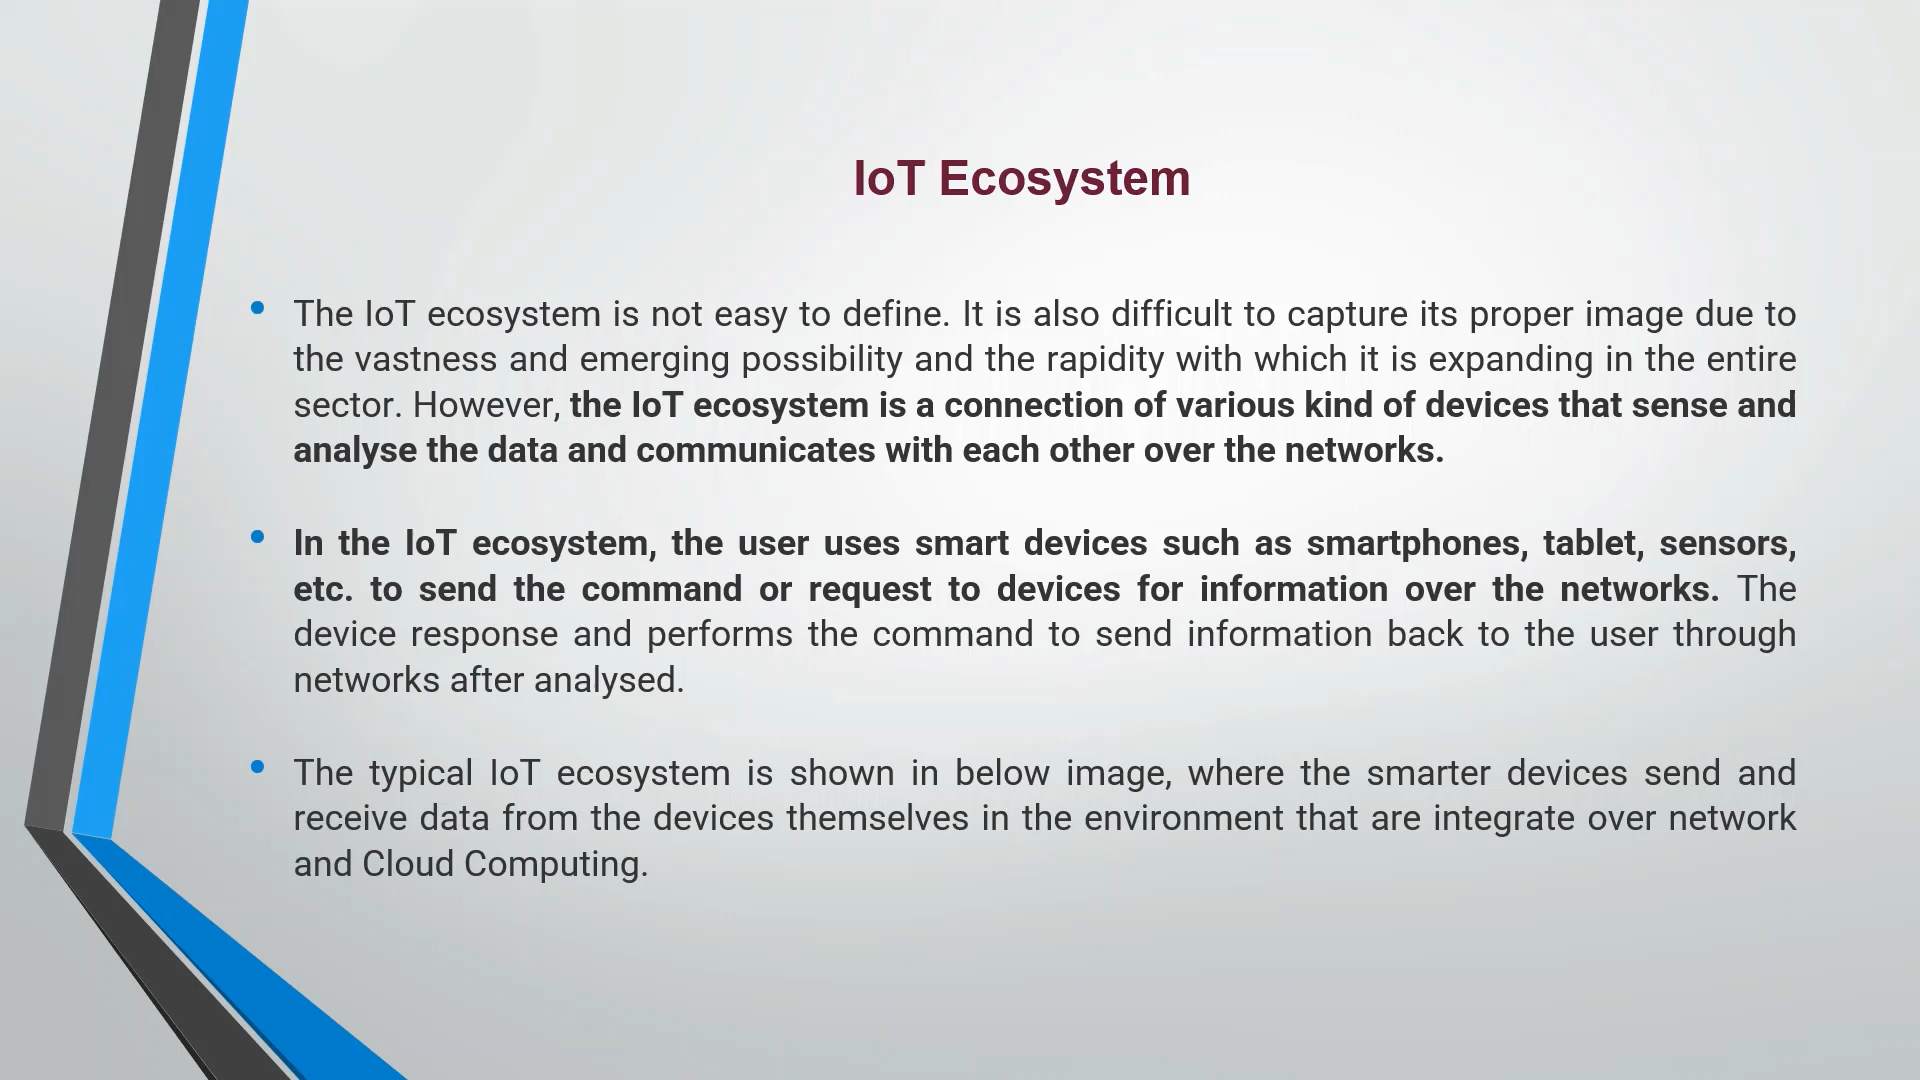 IoT Ecosystem
• The IoT ecosystem is not easy to define. It is also difficult to capture its proper image due to
the vastness and emerging possibility and the rapidity with which it is expanding in the entire
sector. However, the IoT ecosystem is a connection of various kind of devices that sense and
analyse the data and communicates with each other over the networks.
• In the IoT ecosystem, the user uses smart devices such as smartphones, tablet, sensors,
etc. to send the command or request to devices for information over the networks. The
device response and performs the command to send information back to the user through
networks after analysed.
• The typical IoT ecosystem is shown in below image, where the smarter devices send and
receive data from the devices themselves in the environment that are integrate over network
and Cloud Computing.